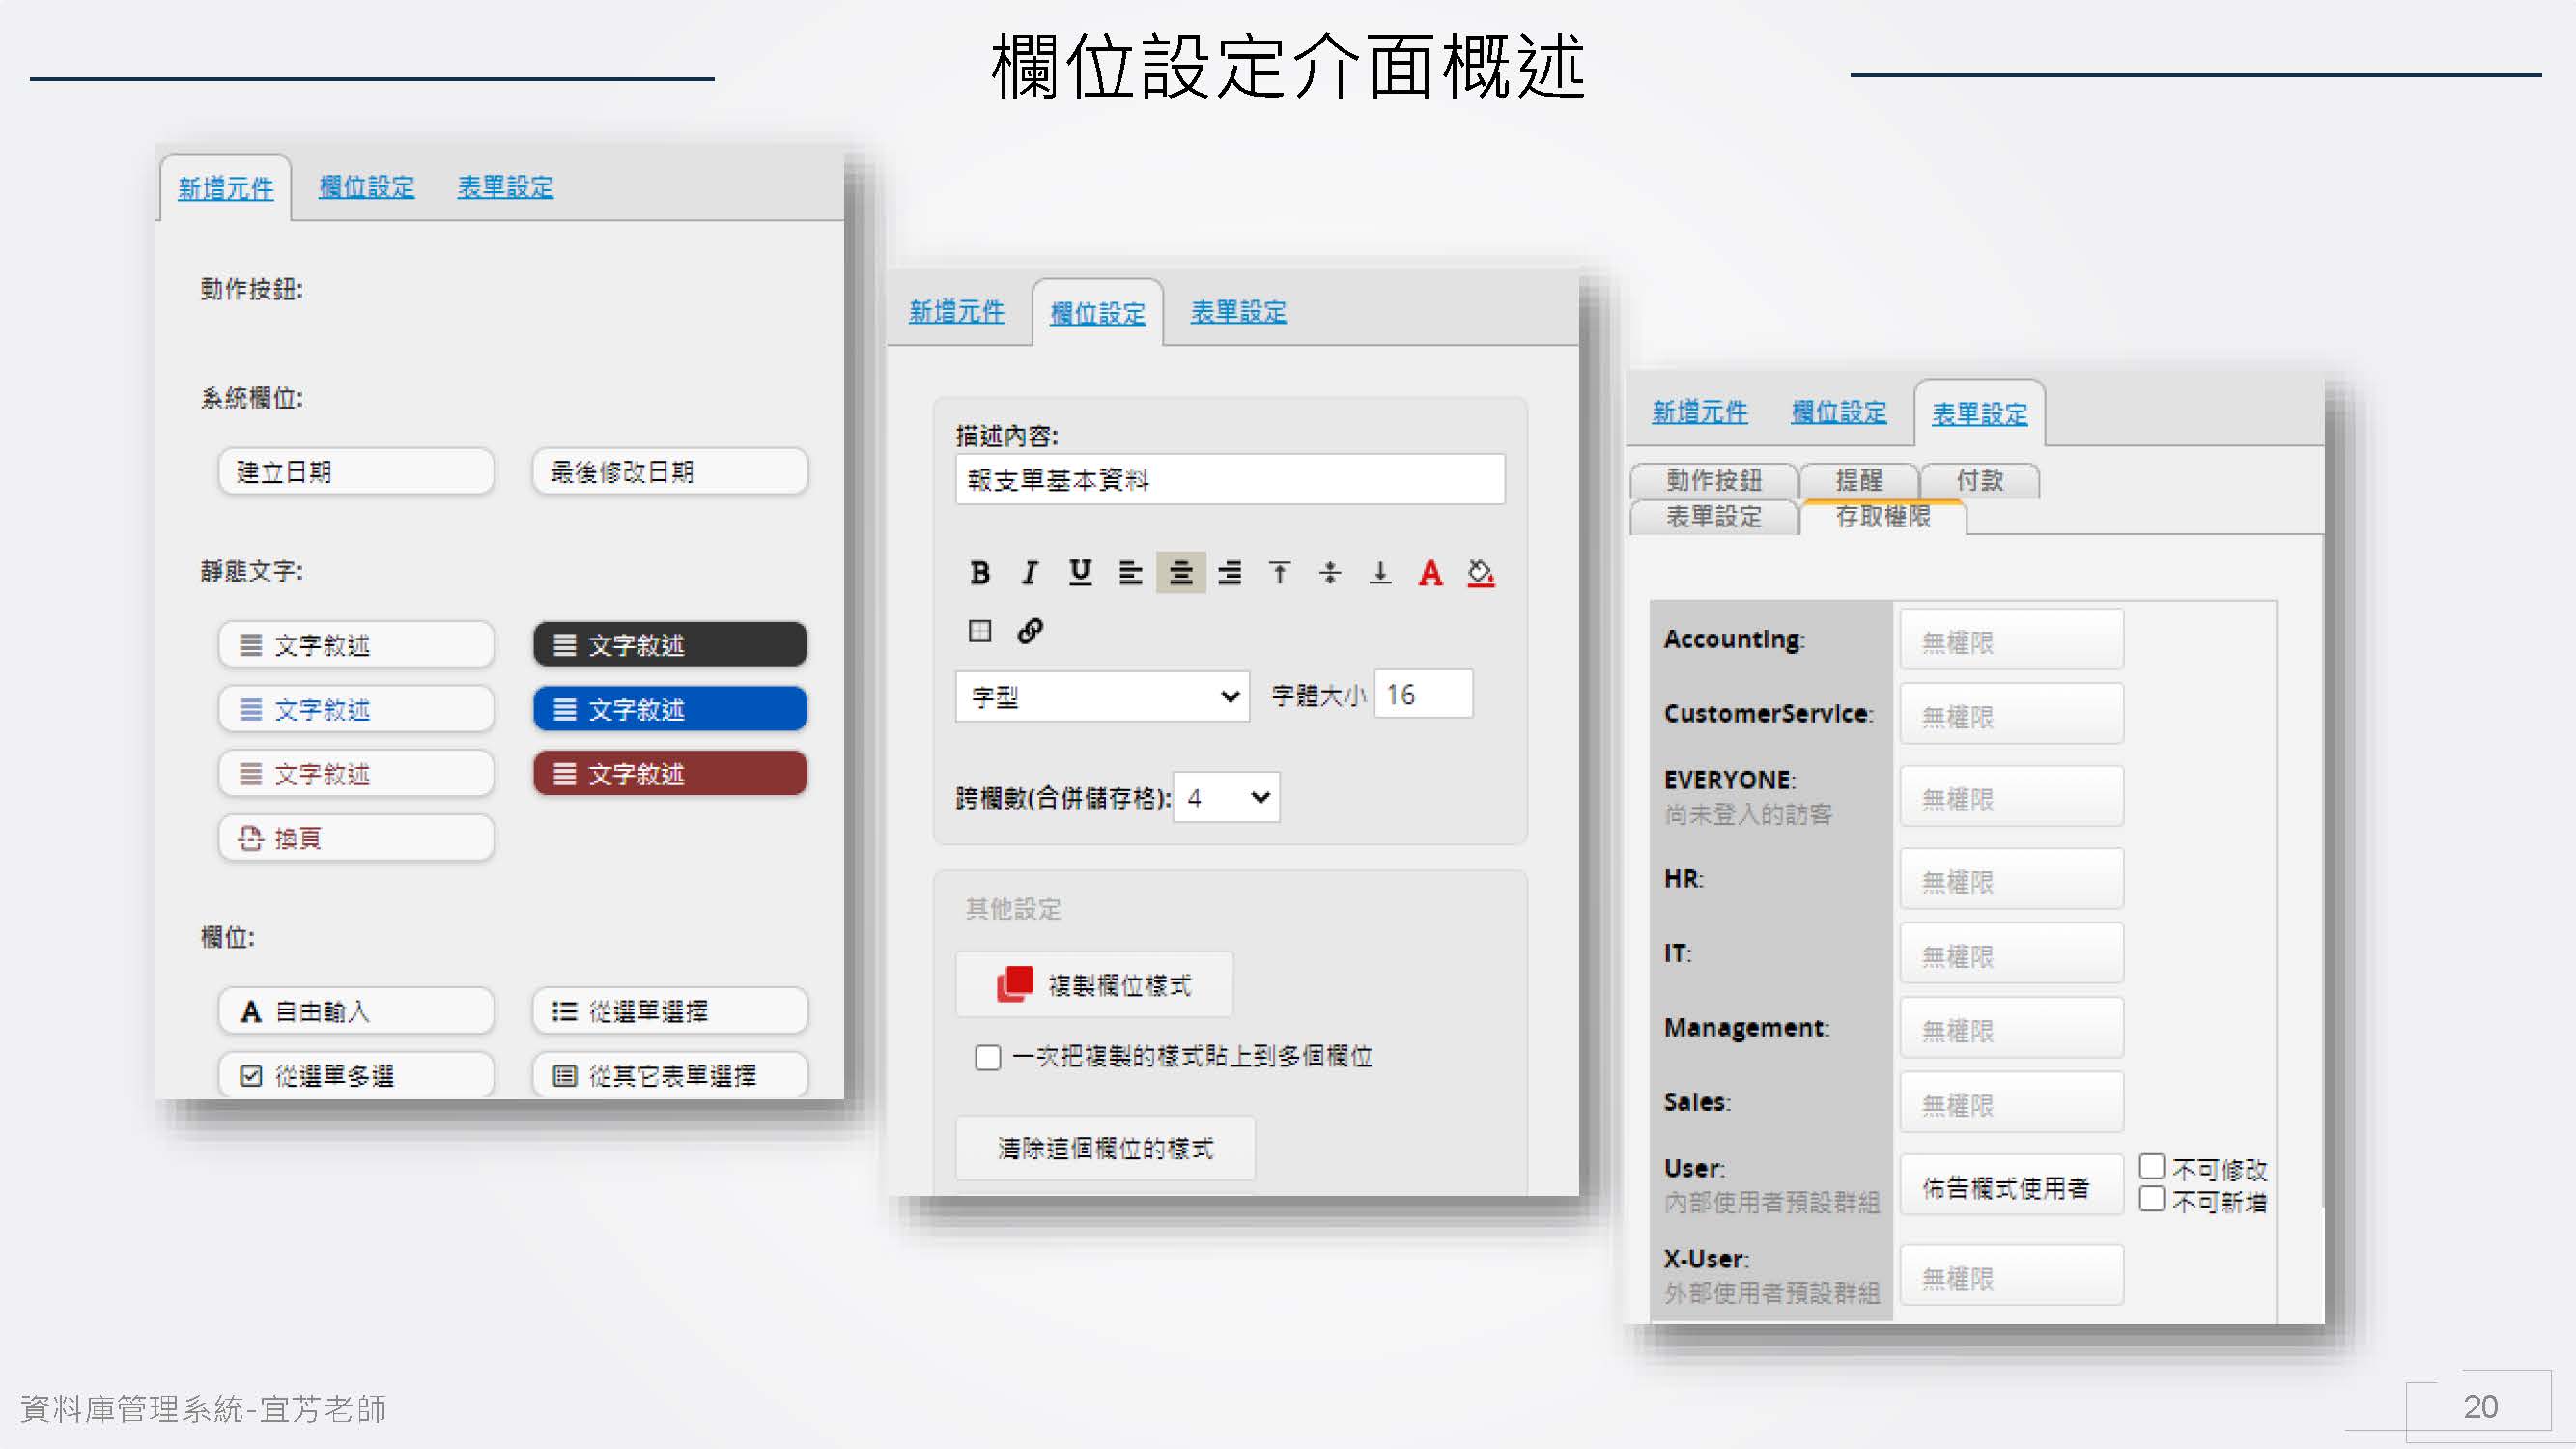 欄位設定介面概述
新增元件 欄位設定 表單設定
動作按鈕:
系統欄位:
建立日期 最後修改日期
靜態文字:
文字敘述 文字敘述
文字敘述 文字敘述
文字敘述 文字敘述
換頁
欄位:
A 自由輸入 從選單選擇
從選單多選 從其它表單選擇
新增元件 欄位設定 表單設定
描述內容:
報支單基本資料
B I U A
字型 字體大小 16
跨欄數(合併儲存格): 4
其他設定
複製欄位樣式
一次把複製的樣式貼上到多個欄位
清除這個欄位的樣式
新增元件 欄位設定 表單設定
動作按鈕 提醒 付款
表單設定 存取權限
Accounting: 無權限
CustomerService: 無權限
EVERYONE: 無權限
尚未登入的訪客
HR: 無權限
IT: 無權限
Management: 無權限
Sales: 無權限
User: 佈告欄式使用者 不可修改
內部使用者預設群組 不可新增
X-User: 無權限
外部使用者預設群組
資料庫管理系統-宜芳老師
20